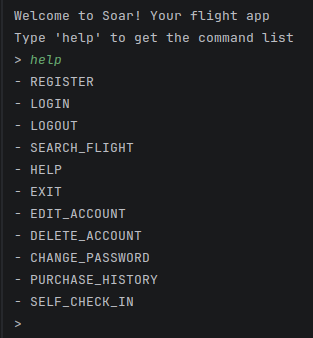 Welcome to Soar! Your flight app
Type 'help' to get the command list
> help
- REGISTER
- LOGIN
- LOGOUT
- SEARCH_FLIGHT
- HELP
- EXIT
- EDIT_ACCOUNT
- DELETE_ACCOUNT
- CHANGE_PASSWORD
- PURCHASE_HISTORY
- SELF_CHECK_IN
>